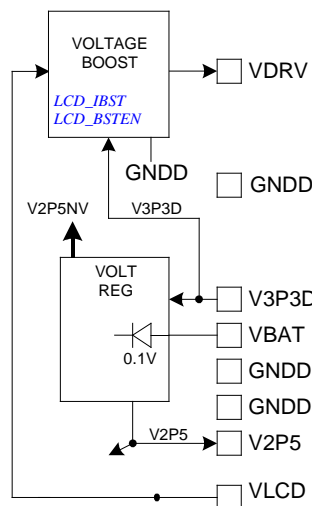 VOLTAGE
BOOST
VDRV
LCD_IBST
LCD_BSTEN
GNDD
GNDD
V2P5NV
V3P3D
VOLT
REG
V3P3D
VBAT
0.1V
GNDD
GNDD
V2P5
V2P5
VLCD